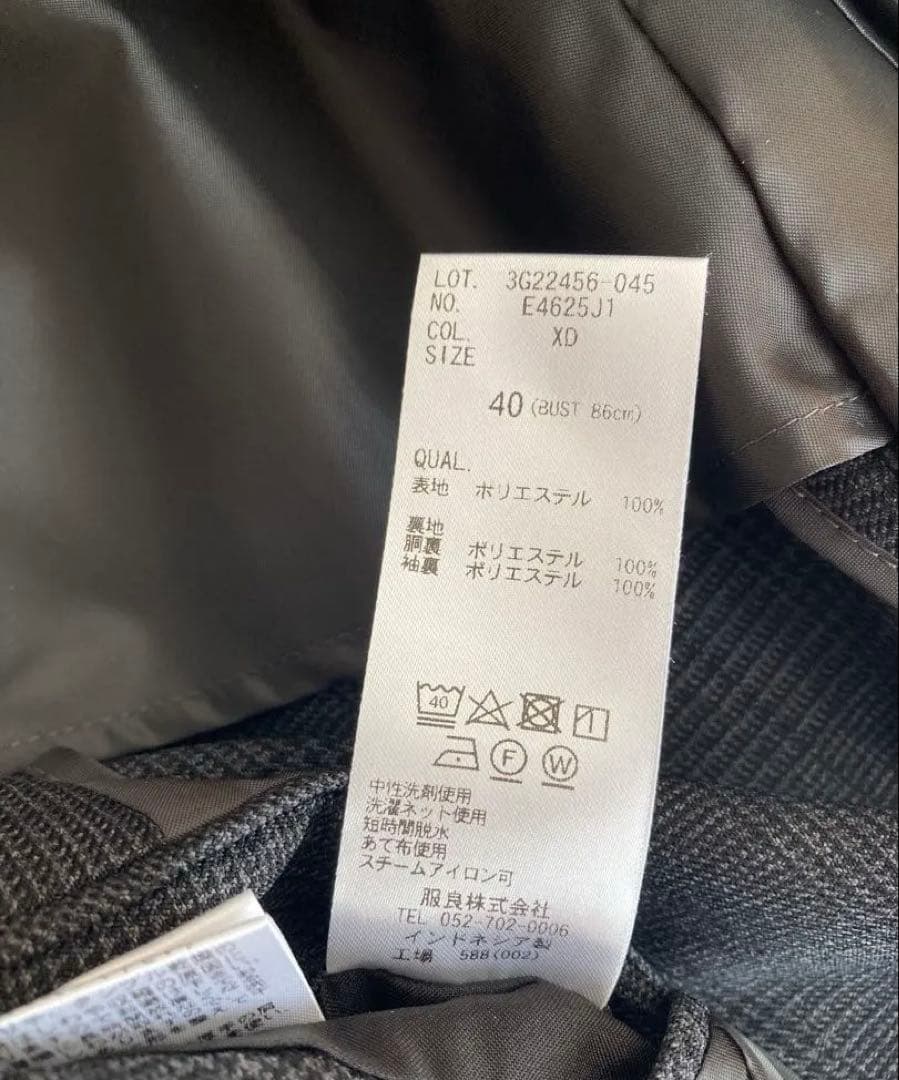 LOT. 3G22456-045
NO. E4625J1
COL. XD
SIZE
40 (BUST 86cm)
QUAL.
表地 ポリエステル 100%
裏地
胴裏 ポリエステル 100%
袖裏 ポリエステル 100%
40
F W
中性洗剤使用
洗濯ネット使用
短時間脱水
あて布使用
スチームアイロン可
服良株式会社
TEL 052-702-0006
インドネシア製
工場 588(002)